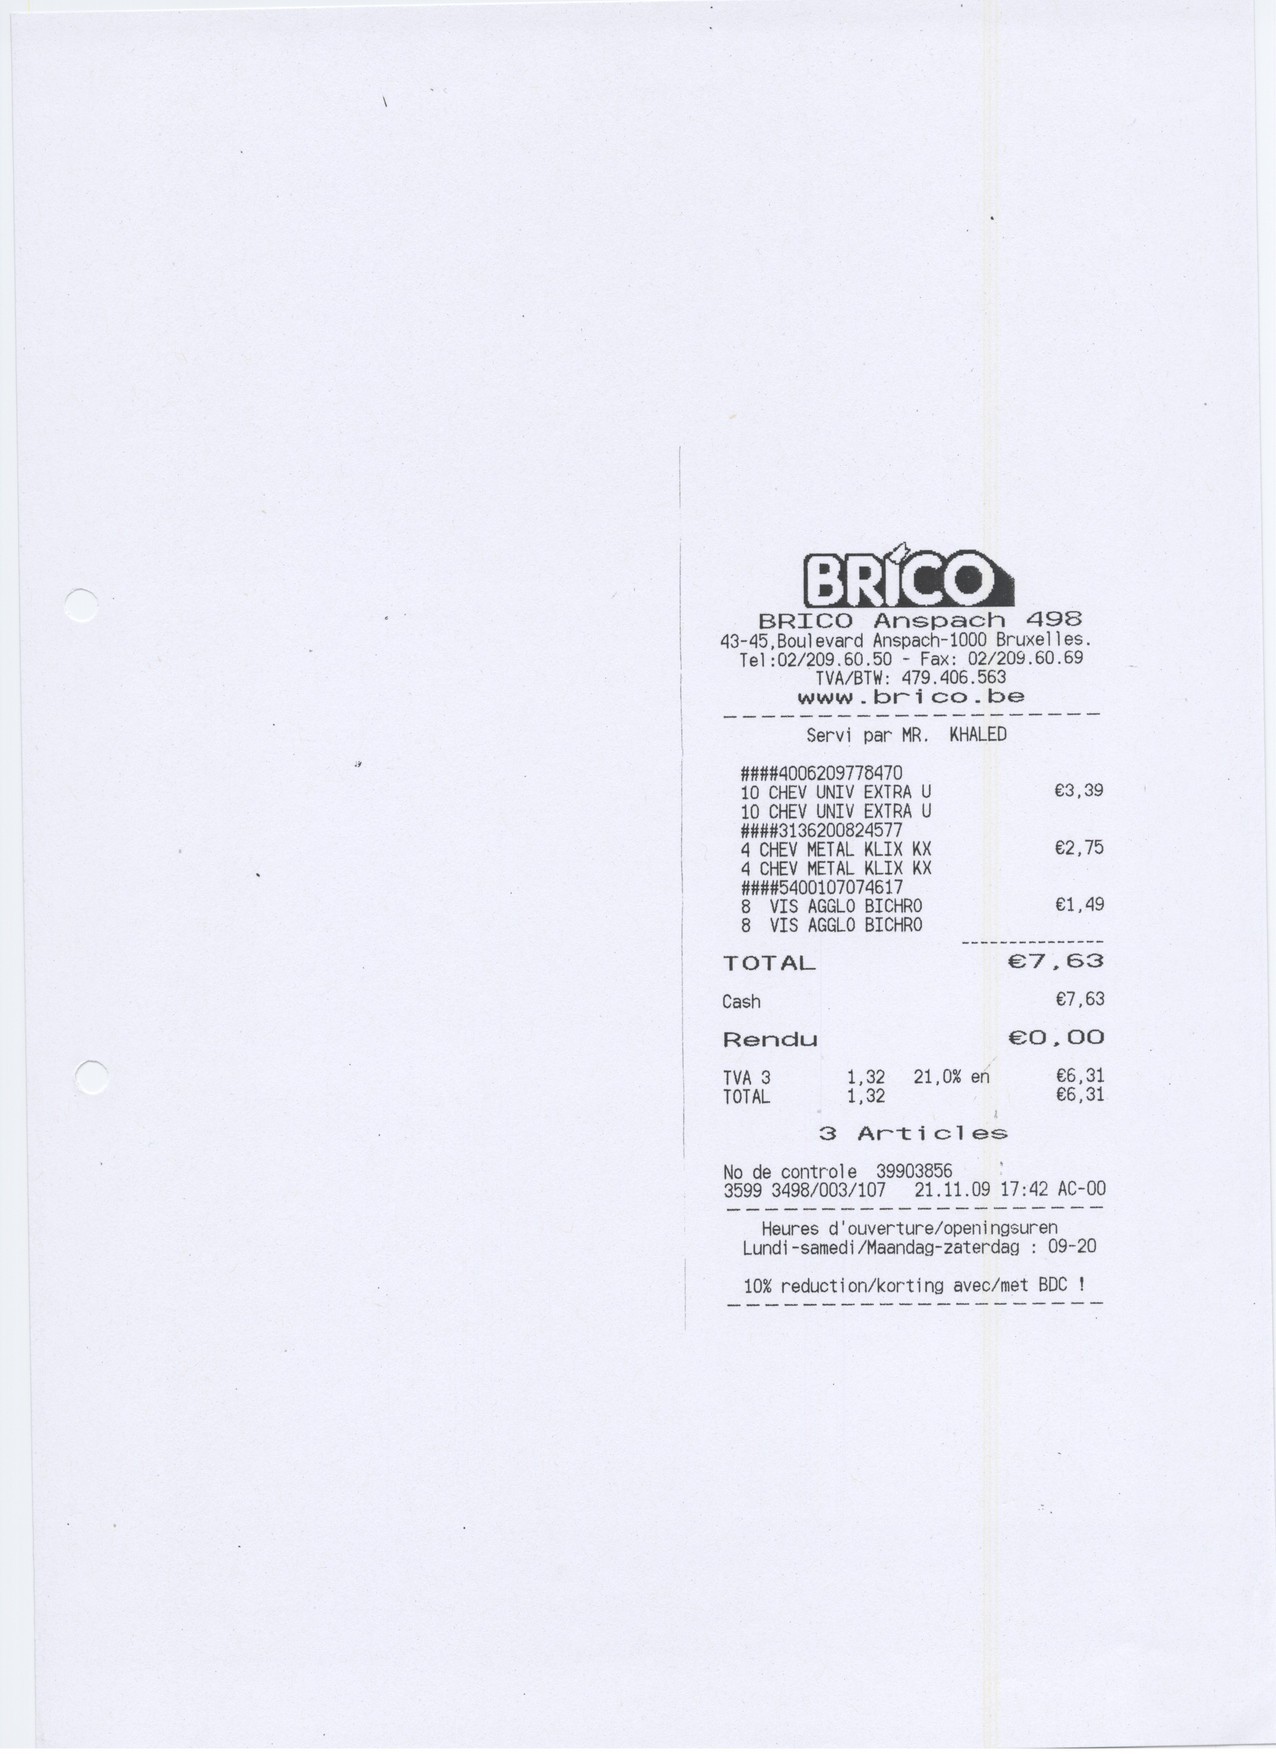 BRICO
BRICO Anspach 498
43-45,Boulevard Anspach-1000 Bruxelles.
Tel:02/209.60.50 - Fax: 02/209.60.69
TVA/BTW: 479.406.563
www.brico.be
Servi par MR. KHALED
####4006209778470
10 CHEV UNIV EXTRA U €3,39
10 CHEV UNIV EXTRA U
####3136200824577
4 CHEV METAL KLIX KX €2,75
4 CHEV METAL KLIX KX
####5400107074617
8 VIS AGGLO BICHRO €1,49
8 VIS AGGLO BICHRO
TOTAL €7,63
Cash €7,63
Rendu €0,00
TVA 3 1,32 21,0% en €6,31
TOTAL 1,32 €6,31
3 Articles
No de controle 39903856
3599 3498/003/107 21.11.09 17:42 AC-00
Heures d'ouverture/openingsuren
Lundi-samedi/Maandag-zaterdag : 09-20
10% reduction/korting avec/met BDC !